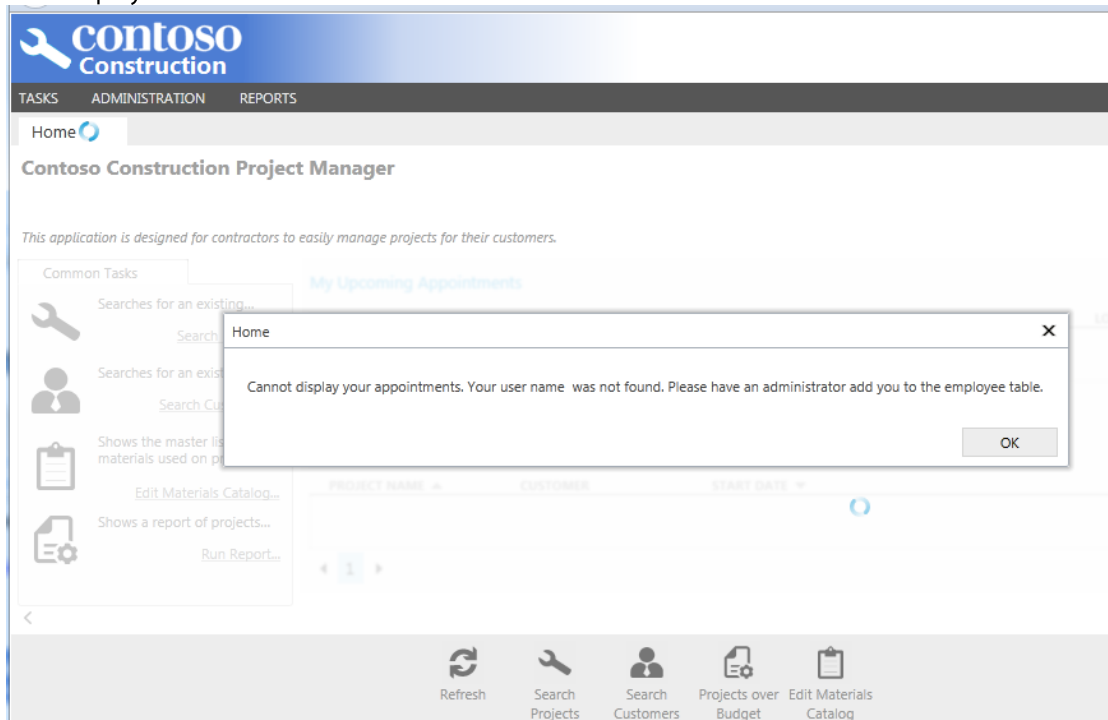 contoso
Construction
TASKS ADMINISTRATION REPORTS
Home
Contoso Construction Project Manager
This application is designed for contractors to easily manage projects for their customers.
Common Tasks
My Upcoming Appointments
Searches for an existing...
Search
Home
Searches for an exist
Cannot display your appointments. Your user name  was not found. Please have an administrator add you to the employee table.
Search Cu
OK
Shows the master lis
materials used on pr
Edit Materials Catalog...
PROJECT NAME CUSTOMER START DATE
Shows a report of projects...
Run Report...
1
Refresh
Search
Projects
Search
Customers
Projects over
Budget
Edit Materials
Catalog